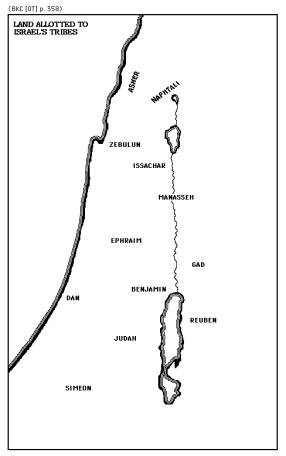 (BKC [OT] p. 358)
LAND ALLOTTED TO
ISRAEL'S TRIBES
ASHER
NAPHTALI
ZEBULUN
ISSACHAR
MANASSEH
EPHRAIM
GAD
BENJAMIN
DAN
REUBEN
JUDAH
SIMEON